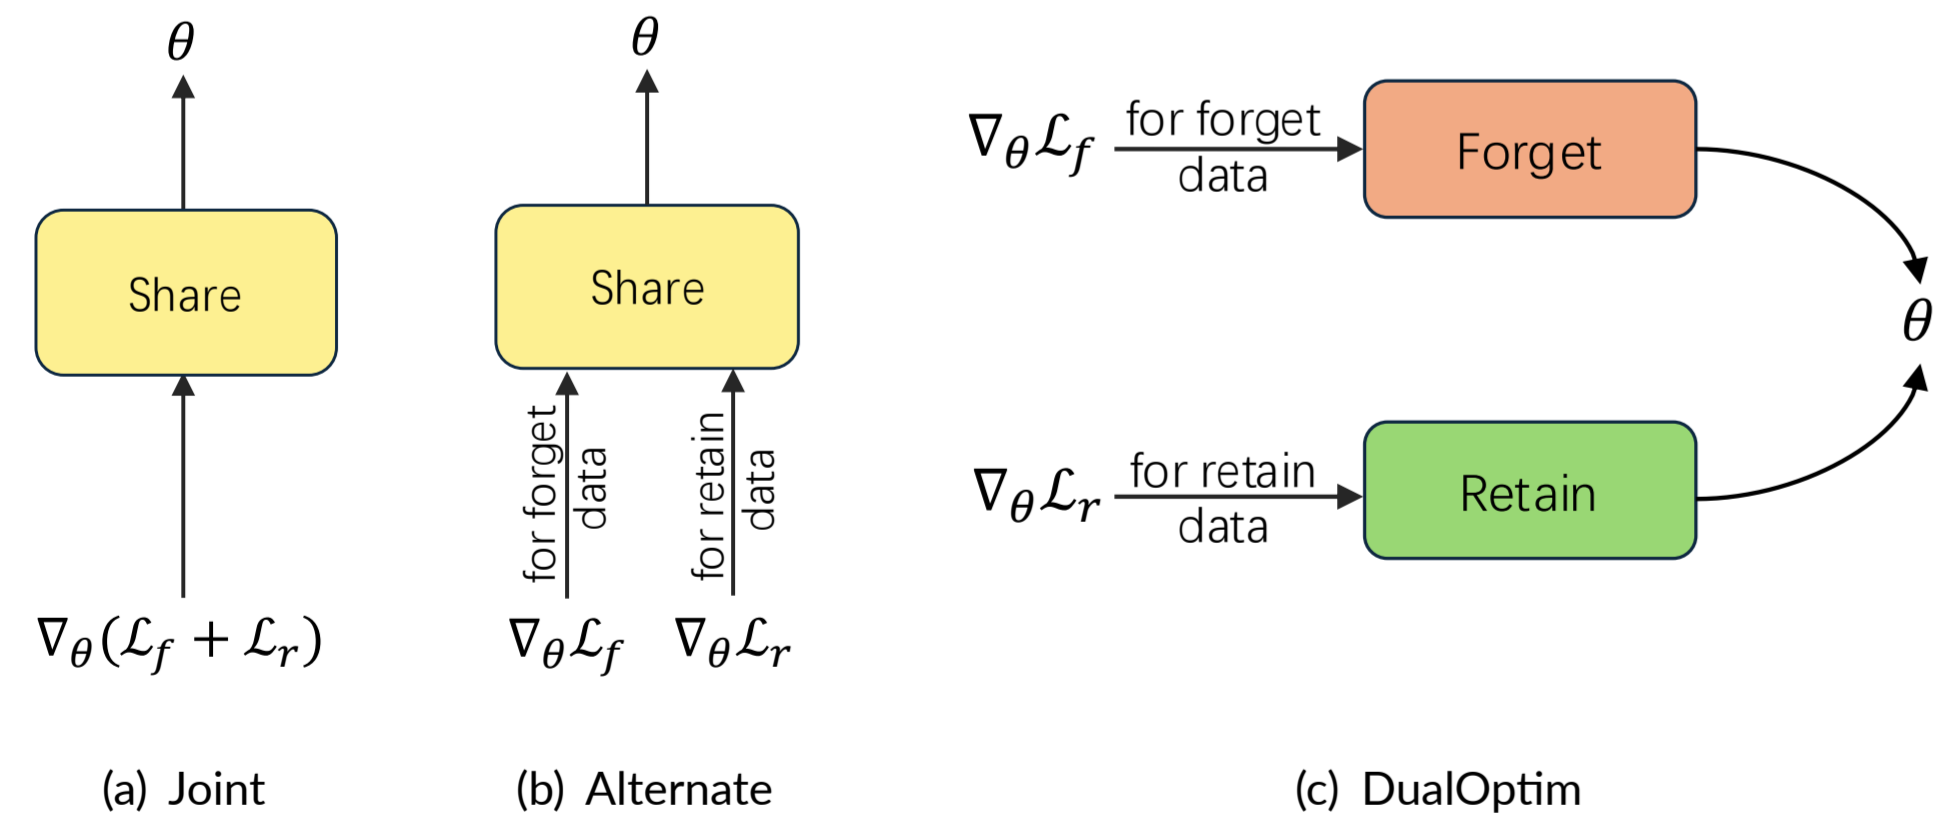 θ
Share
∇θ(ℒf + ℒr)
(a) Joint
θ
Share
for forget
data
for retain
data
∇θℒf
∇θℒr
(b) Alternate
∇θℒf
for forget
data
Forget
θ
∇θℒr
for retain
data
Retain
(c) DualOptim